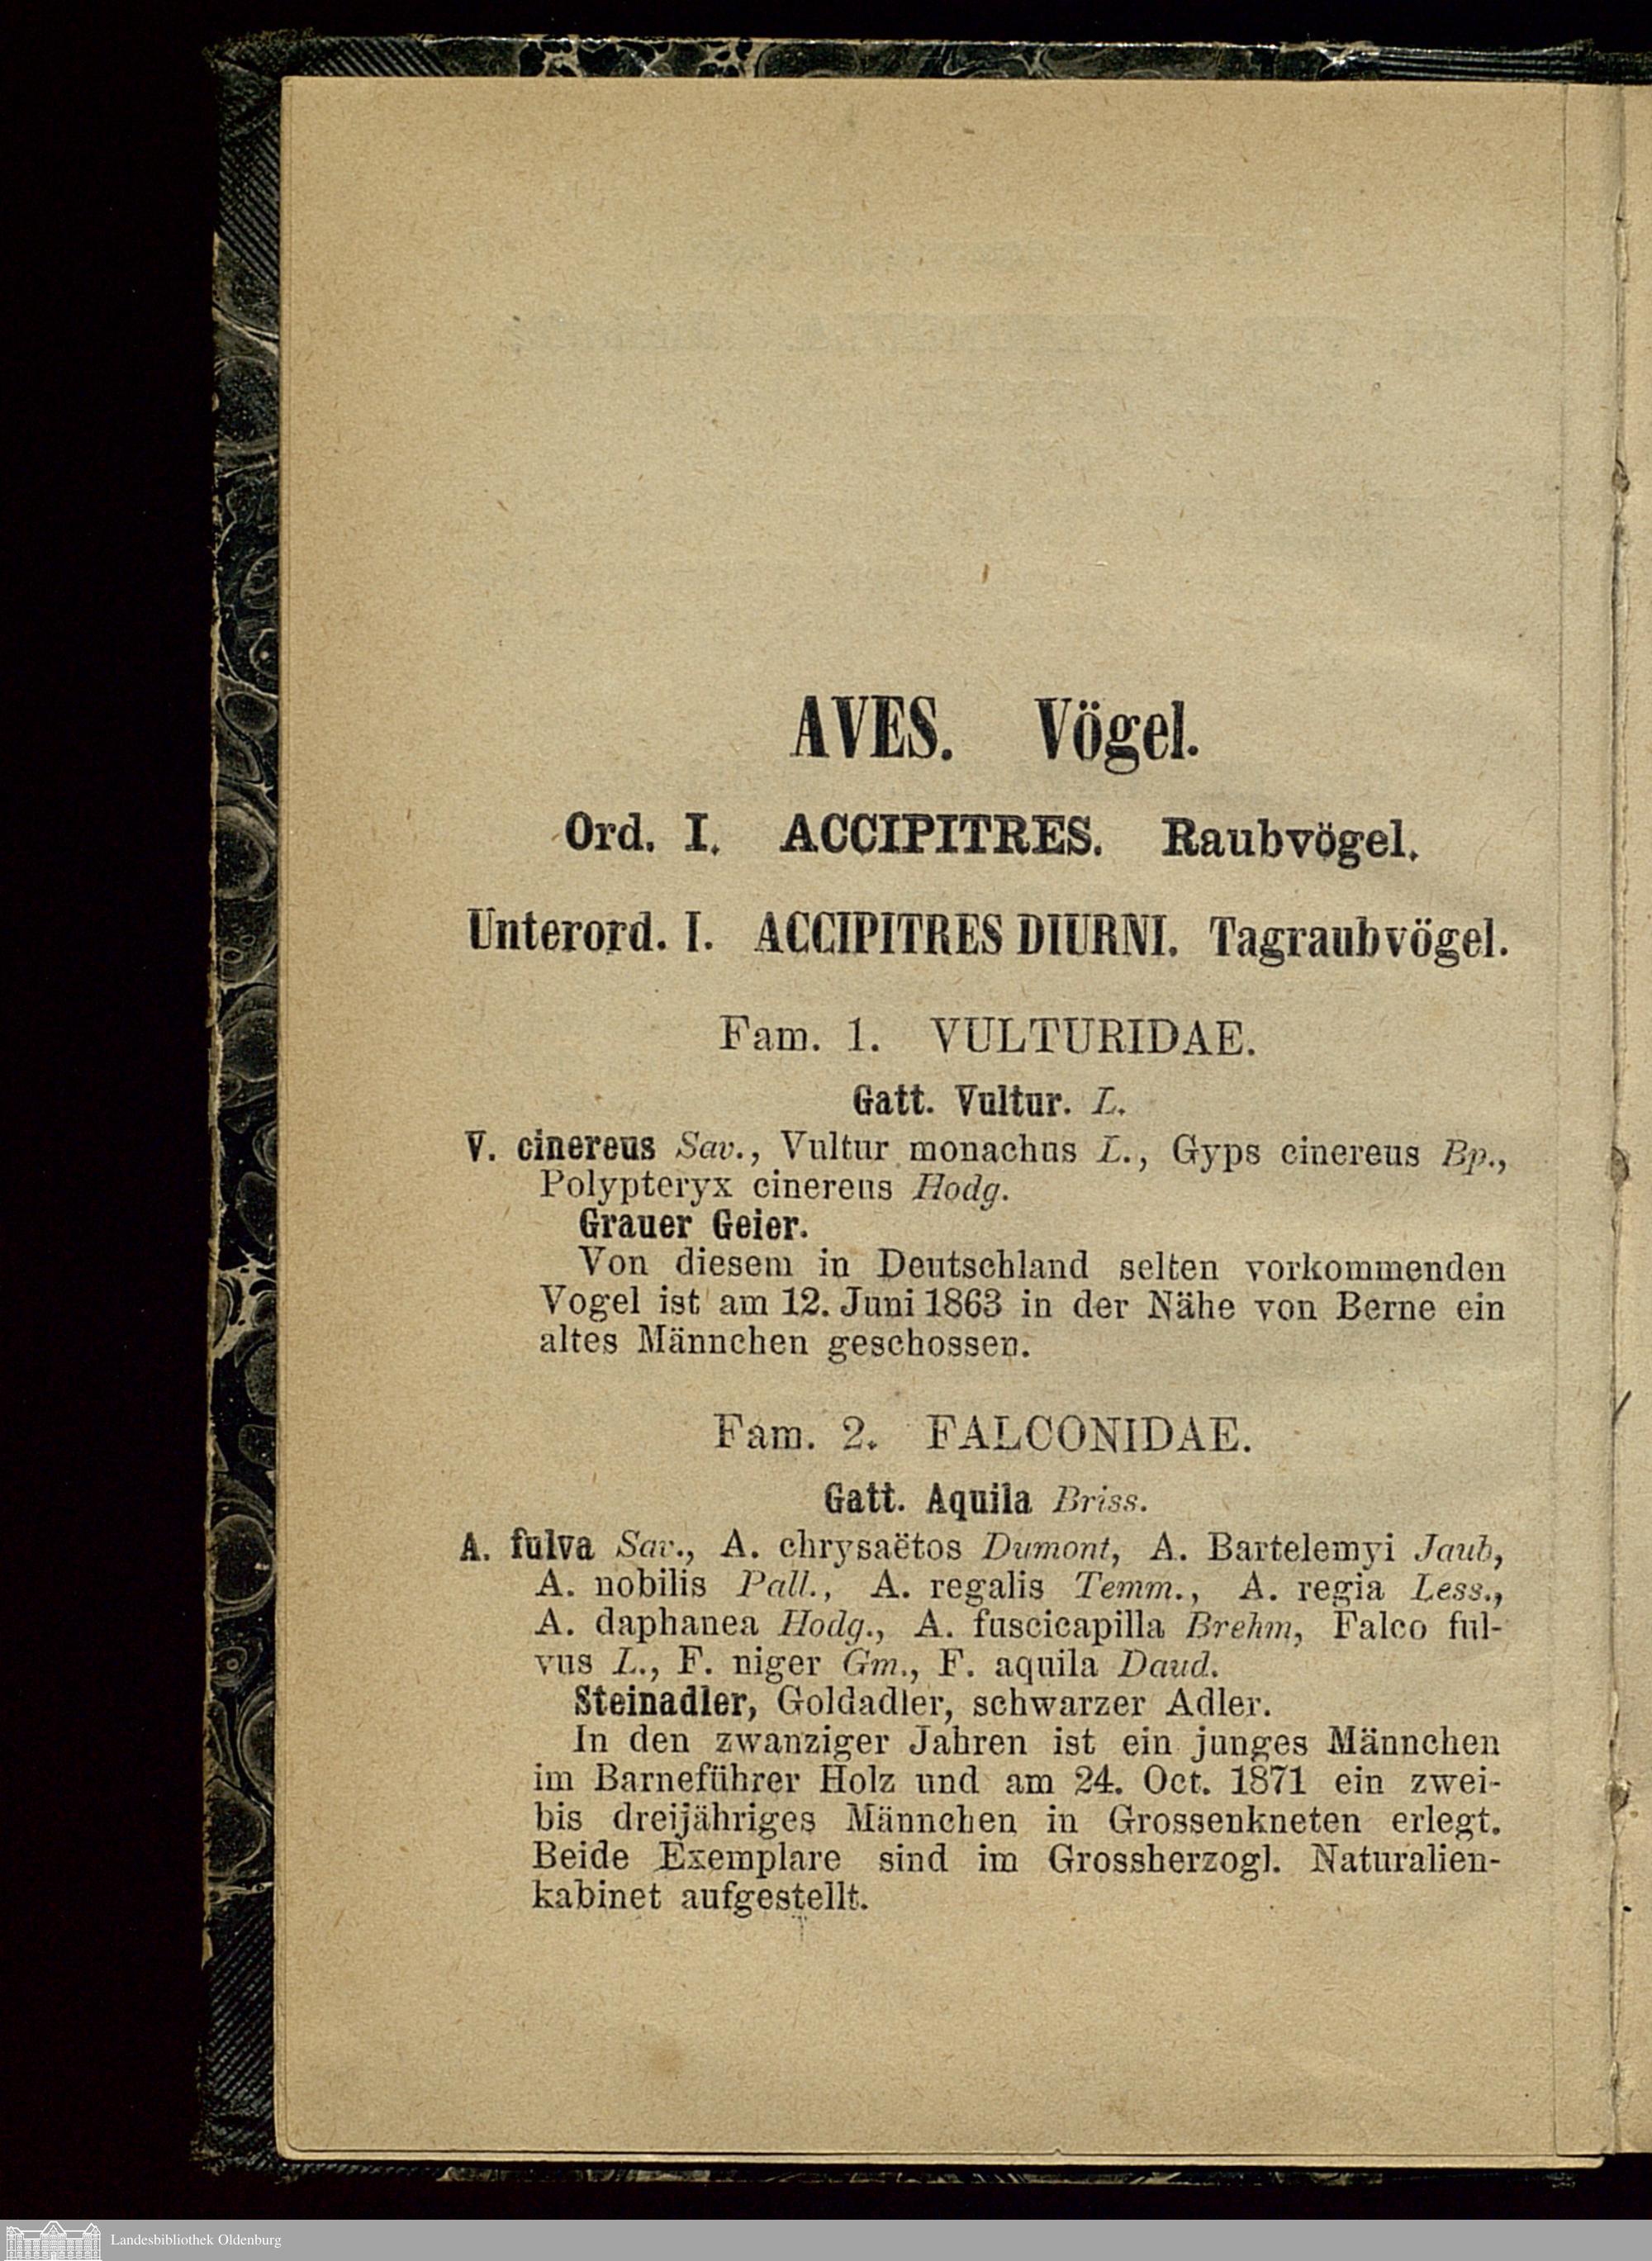 AVES. Vögel.
Ord. I. ACCIPITRES. Raubvögel.
Unterord. I. ACCIPITRES DIURNI. Tagraubvögel.
Fam. 1. VULTURIDAE.
Gatt. Vultur. L.
V. cinereus Sav., Vultur monachus L., Gyps cinereus Bp.,
Polypteryx cinereus Hodg.
Grauer Geier.
Von diesem in Deutschland selten vorkommenden
Vogel ist am 12. Juni 1863 in der Nähe von Berne ein
altes Männchen geschossen.
Fam. 2. FALCONIDAE.
Gatt. Aquila Briss.
A. fulva Sav., A. chrysaëtos Dumont, A. Bartelemyi Jaub,
A. nobilis Pall., A. regalis Temm., A. regia Less.,
A. daphanea Hodg., A. fuscicapilla Brehm, Falco ful-
vus L., F. niger Gm., F. aquila Daud.
Steinadler, Goldadler, schwarzer Adler.
In den zwanziger Jahren ist ein junges Männchen
im Barneführer Holz und am 24. Oct. 1871 ein zwei-
bis dreijähriges Männchen in Grossenkneten erlegt.
Beide Exemplare sind im Grossherzogl. Naturalien-
kabinet aufgestellt.
Landesbibliothek Oldenburg